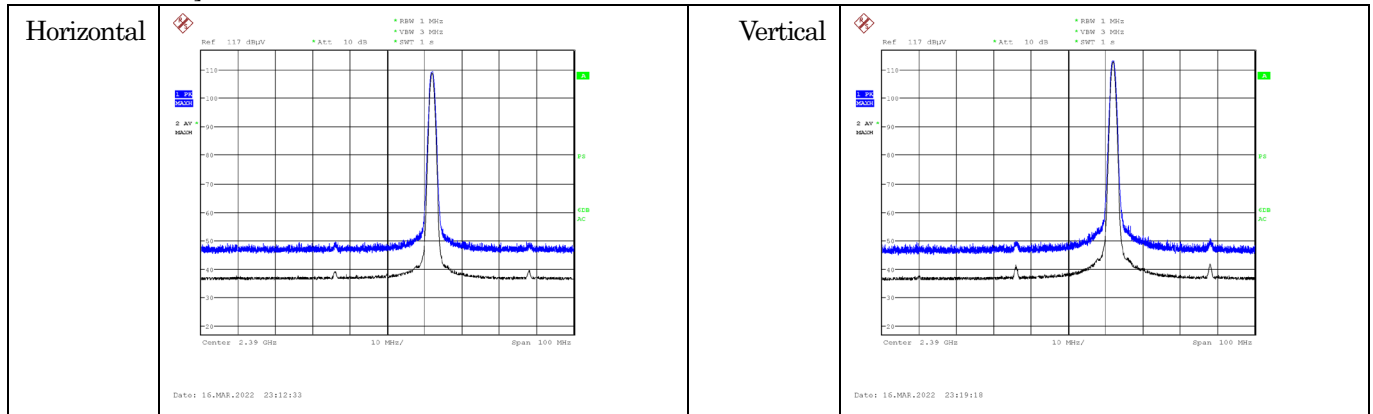 Horizontal
* RBW 1 MHz
* VBW 3 MHz
Ref 117 dBµV * Att 10 dB * SWT 1 s
110
A
1 PK
MAXH
100
2 AV *
MAXH
90
80
PS
70
60
6DB
AC
50
40
30
20
Center 2.39 GHz 10 MHz/ Span 100 MHz
Date: 16.MAR.2022 23:12:33
Vertical
* RBW 1 MHz
* VBW 3 MHz
Ref 117 dBµV * Att 10 dB * SWT 1 s
110
A
1 PK
MAXH
100
2 AV *
MAXH
90
80
PS
70
60
6DB
AC
50
40
30
20
Center 2.39 GHz 10 MHz/ Span 100 MHz
Date: 16.MAR.2022 23:19:18